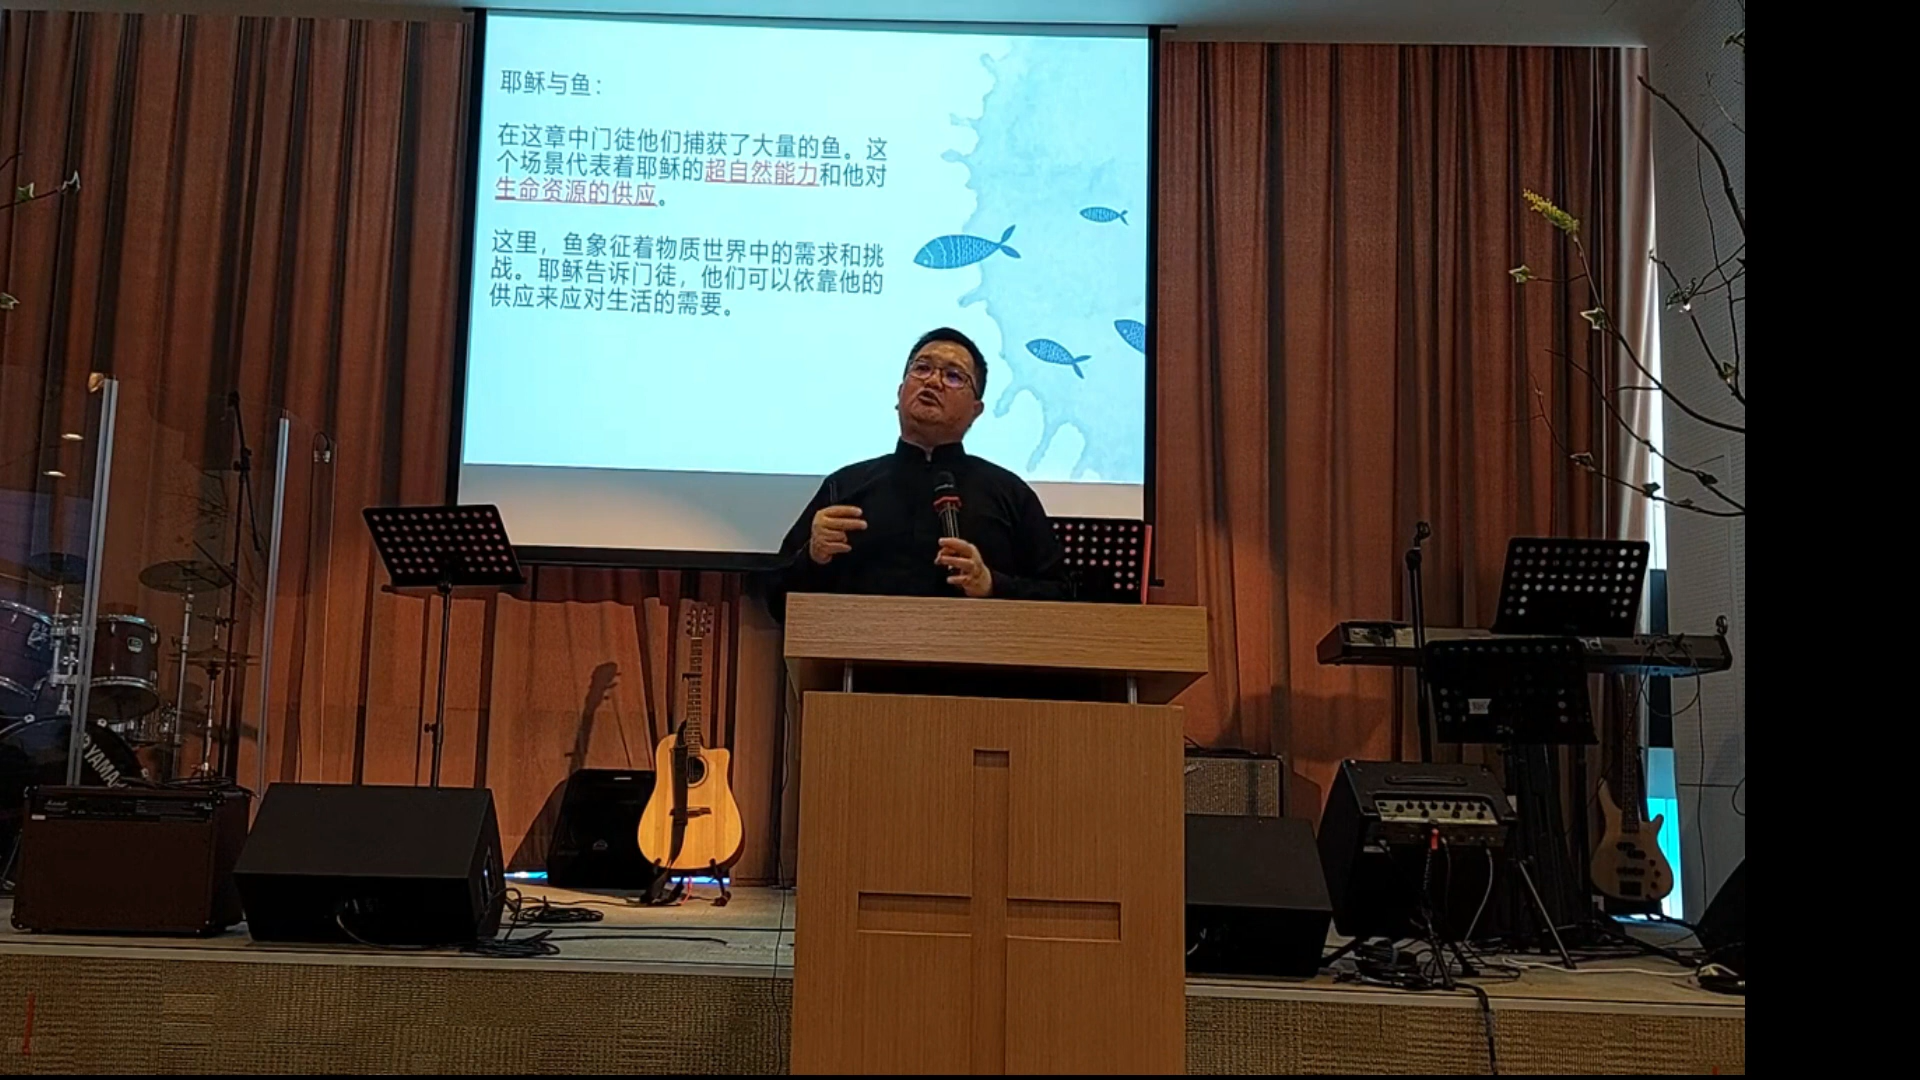 耶稣与鱼：
在这章中门徒他们捕获了大量的鱼。这
个场景代表着耶稣的超自然能力和他对
生命资源的供应。
这里，鱼象征着物质世界中的需求和挑
战。耶稣告诉门徒，他们可以依靠他的
供应来应对生活的需要。
YAMA